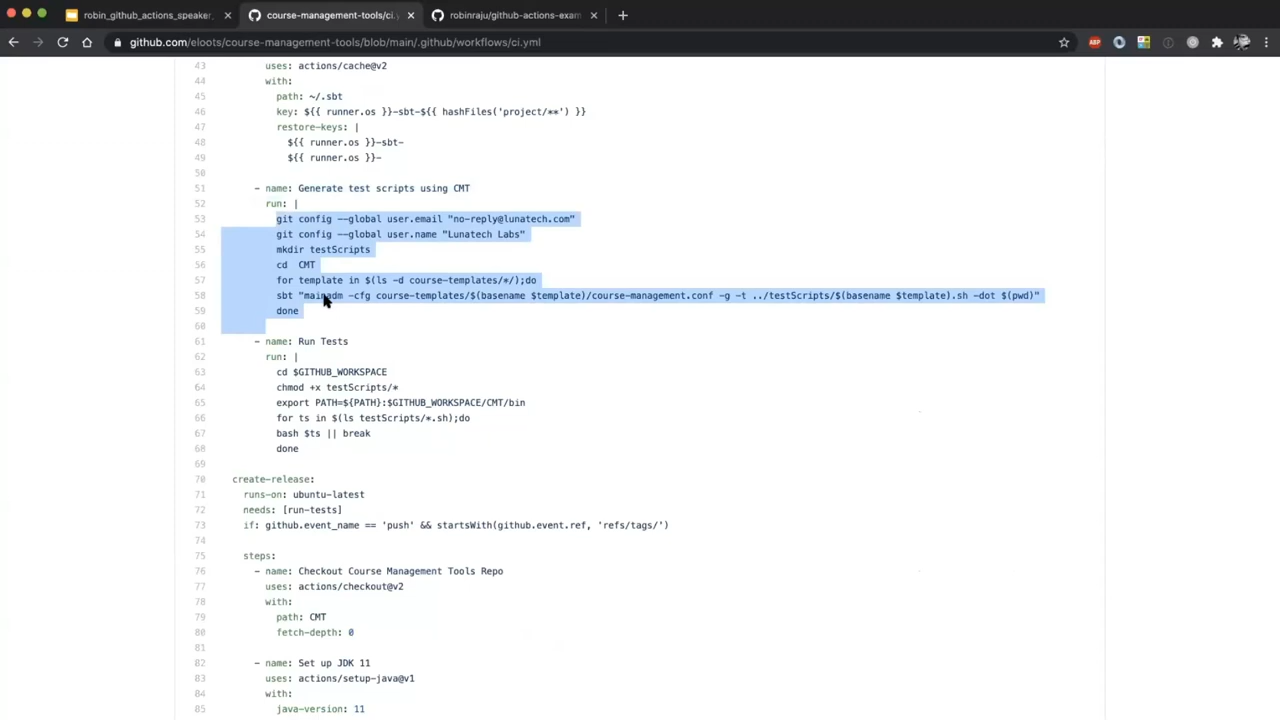 robin_github_actions_speaker_
course-management-tools/ci.y
robinraju/github-actions-exam
github.com/eloots/course-management-tools/blob/main/.github/workflows/ci.yml
ABP
43 uses: actions/cache@v2
44 with:
45 path: ~/.sbt
46 key: ${{ runner.os }}-sbt-${{ hashFiles('project/**') }}
47 restore-keys: |
48 ${{ runner.os }}-sbt-
49 ${{ runner.os }}-
50
51 - name: Generate test scripts using CMT
52 run: |
53 git config --global user.email "no-reply@lunatech.com"
54 git config --global user.name "Lunatech Labs"
55 mkdir testScripts
56 cd  CMT
57 for template in $(ls -d course-templates/*/);do
58 sbt "mainadm -cfg course-templates/$(basename $template)/course-management.conf -g -t ../testScripts/$(basename $template).sh -dot $(pwd)"
59 done
60
61 - name: Run Tests
62 run: |
63 cd $GITHUB_WORKSPACE
64 chmod +x testScripts/*
65 export PATH=${PATH}:$GITHUB_WORKSPACE/CMT/bin
66 for ts in $(ls testScripts/*.sh);do
67 bash $ts || break
68 done
69
70 create-release:
71 runs-on: ubuntu-latest
72 needs: [run-tests]
73 if: github.event_name == 'push' && startsWith(github.event.ref, 'refs/tags/')
74
75 steps:
76 - name: Checkout Course Management Tools Repo
77 uses: actions/checkout@v2
78 with:
79 path: CMT
80 fetch-depth: 0
81
82 - name: Set up JDK 11
83 uses: actions/setup-java@v1
84 with:
85 java-version: 11